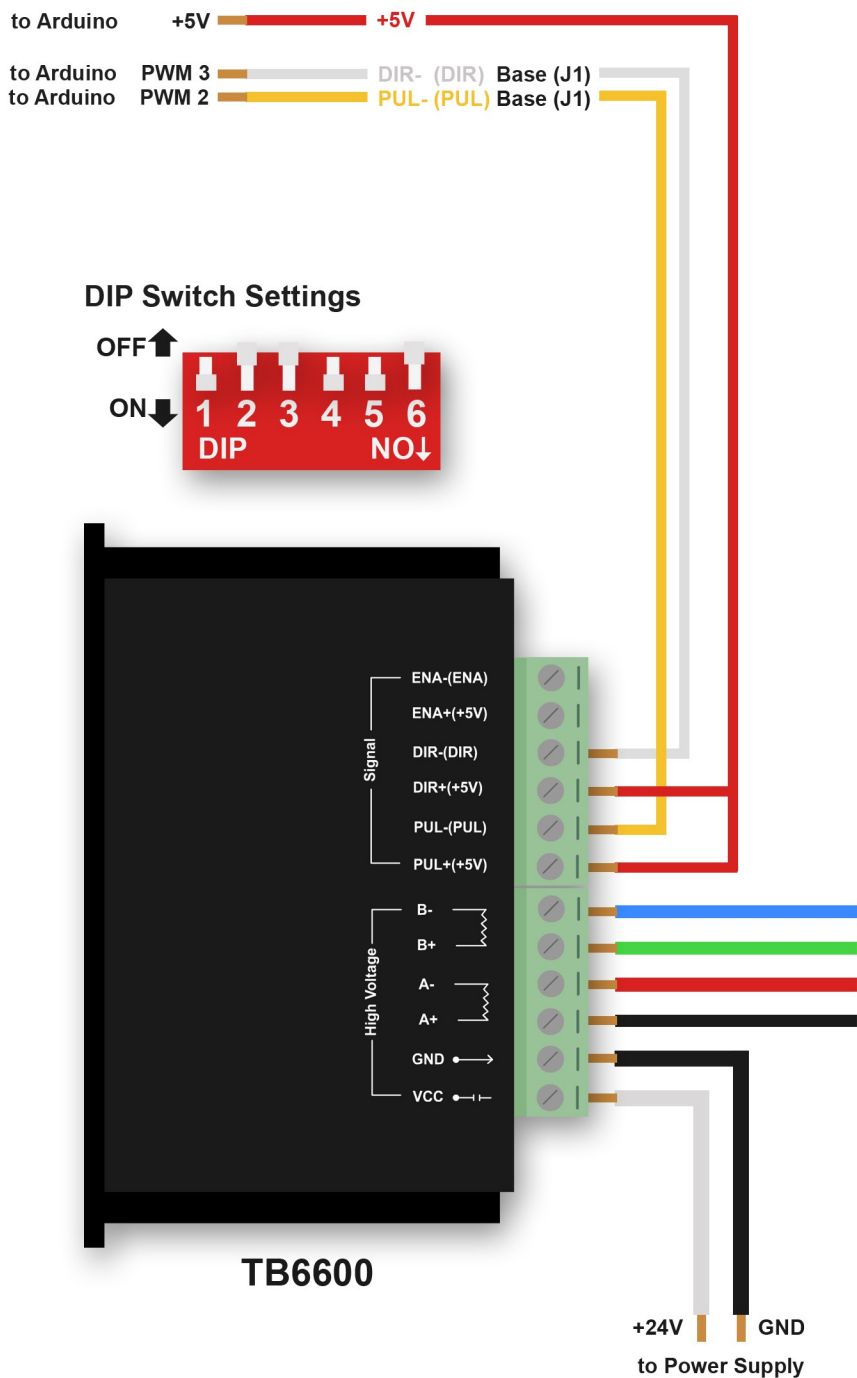 to Arduino +5V +5V
to Arduino PWM 3 DIR- (DIR) Base (J1)
to Arduino PWM 2 PUL- (PUL) Base (J1)
DIP Switch Settings
OFF
ON
1 2 3 4 5 6
DIP NO↓
Signal
ENA-(ENA)
ENA+(+5V)
DIR-(DIR)
DIR+(+5V)
PUL-(PUL)
PUL+(+5V)
High Voltage
B-
B+
A-
A+
GND
VCC
TB6600
+24V GND
to Power Supply